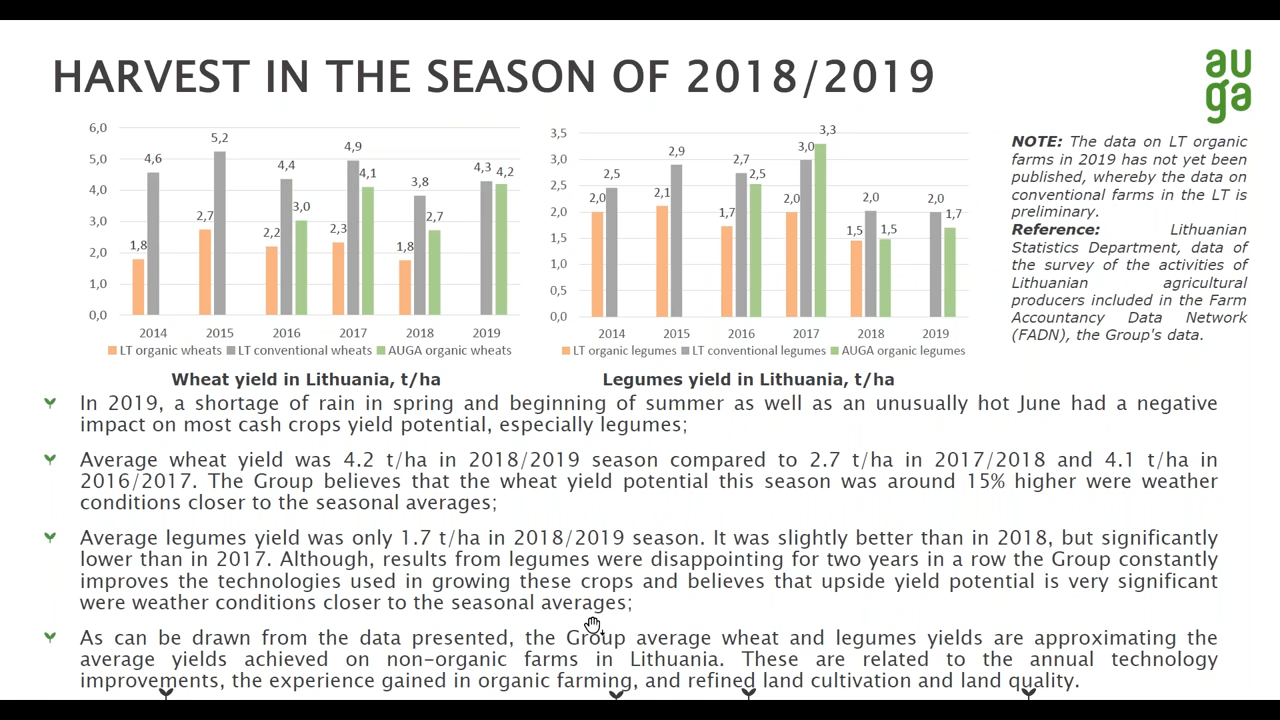 HARVEST IN THE SEASON OF 2018/2019
au
ga
6,0
5,0
4,0
3,0
2,0
1,0
0,0
4,6
1,8
5,2
2,7
4,4
2,2
3,0
4,9
2,3
4,1
3,8
1,8
2,7
4,3
4,2
2014 2015 2016 2017 2018 2019
LT organic wheats LT conventional wheats AUGA organic wheats
Wheat yield in Lithuania, t/ha
3,5
3,0
2,5
2,0
1,5
1,0
0,5
0,0
2,0
2,5
2,1
2,9
1,7
2,7
2,5
2,0
3,0
3,3
1,5
2,0
1,5
2,0
1,7
2014 2015 2016 2017 2018 2019
LT organic legumes LT conventional legumes AUGA organic legumes
Legumes yield in Lithuania, t/ha
NOTE: The data on LT organic
farms in 2019 has not yet been
published, whereby the data on
conventional farms in the LT is
preliminary.
Reference: Lithuanian
Statistics Department, data of
the survey of the activities of
Lithuanian agricultural
producers included in the Farm
Accountancy Data Network
(FADN), the Group's data.
In 2019, a shortage of rain in spring and beginning of summer as well as an unusually hot June had a negative
impact on most cash crops yield potential, especially legumes;
Average wheat yield was 4.2 t/ha in 2018/2019 season compared to 2.7 t/ha in 2017/2018 and 4.1 t/ha in
2016/2017. The Group believes that the wheat yield potential this season was around 15% higher were weather
conditions closer to the seasonal averages;
Average legumes yield was only 1.7 t/ha in 2018/2019 season. It was slightly better than in 2018, but significantly
lower than in 2017. Although, results from legumes were disappointing for two years in a row the Group constantly
improves the technologies used in growing these crops and believes that upside yield potential is very significant
were weather conditions closer to the seasonal averages;
As can be drawn from the data presented, the Group average wheat and legumes yields are approximating the
average yields achieved on non-organic farms in Lithuania. These are related to the annual technology
improvements, the experience gained in organic farming, and refined land cultivation and land quality.